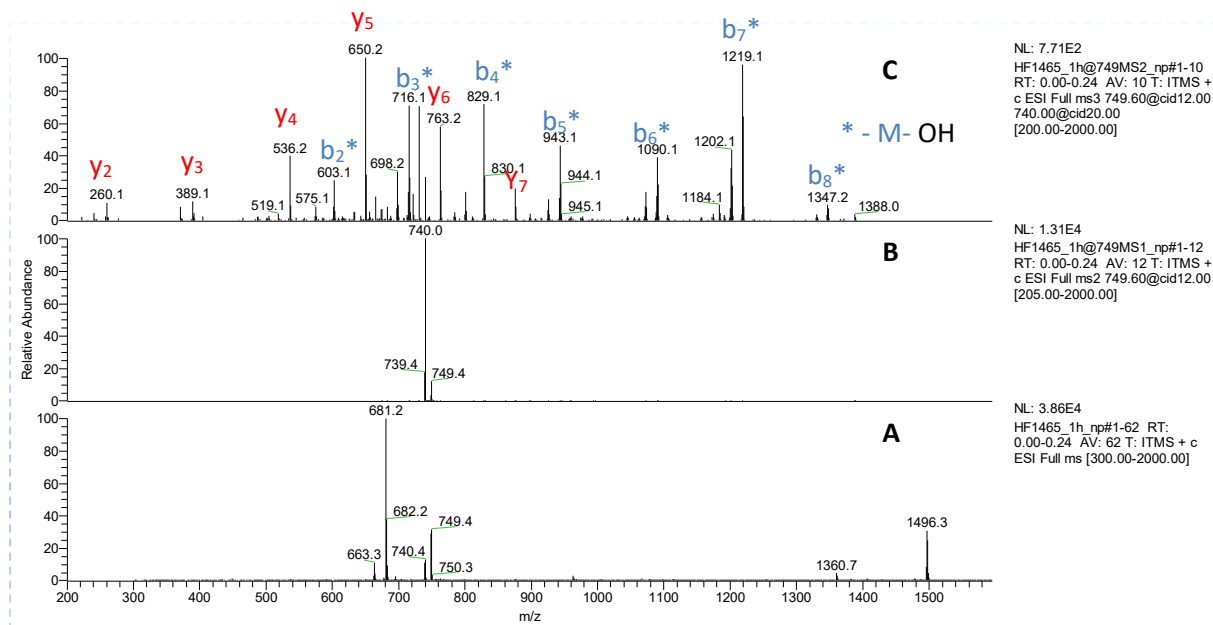 y5
650.2
b7*
1219.1
100
C
b3*
716.1
b4*
829.1
y6
763.2
80
y4
536.2
b5*
943.1
b6*
1090.1
* - M- OH
60
y2
y3
b2*
603.1
698.2
830.1
y7
1202.1
b8*
40
260.1
389.1
519.1
575.1
944.1
945.1
1184.1
1347.2
1388.0
20
0
NL: 7.71E2
HF1465_1h@749MS2_np#1-10
RT: 0.00-0.24 AV: 10 T: ITMS +
c ESI Full ms3 749.60@cid12.00
740.00@cid20.00
[200.00-2000.00]
740.0
100
B
80
60
40
739.4
749.4
20
0
Relative Abundance
NL: 1.31E4
HF1465_1h@749MS1_np#1-12
RT: 0.00-0.24 AV: 12 T: ITMS +
c ESI Full ms2 749.60@cid12.00
[205.00-2000.00]
681.2
100
A
80
60
682.2
749.4
1496.3
40
663.3
740.4
750.3
1360.7
20
0
NL: 3.86E4
HF1465_1h_np#1-62 RT:
0.00-0.24 AV: 62 T: ITMS + c
ESI Full ms [300.00-2000.00]
200 300 400 500 600 700 800 900 1000 1100 1200 1300 1400 1500
m/z